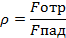 ρ = Fотр / Fпад